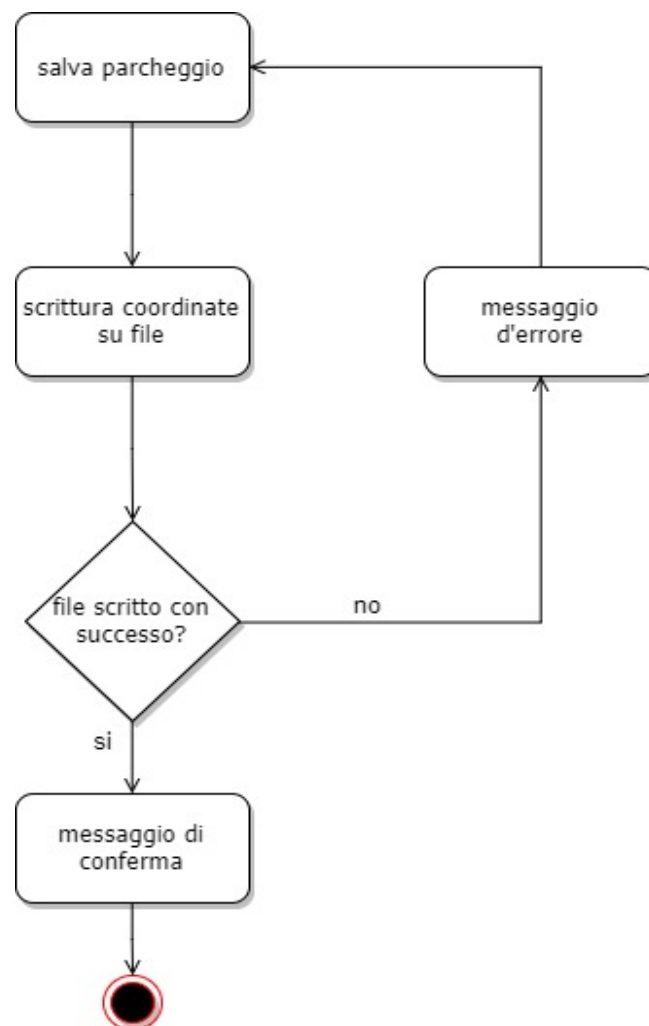 salva parcheggio
scrittura coordinate
su file
messaggio
d'errore
file scritto con
successo?
no
si
messaggio di
conferma